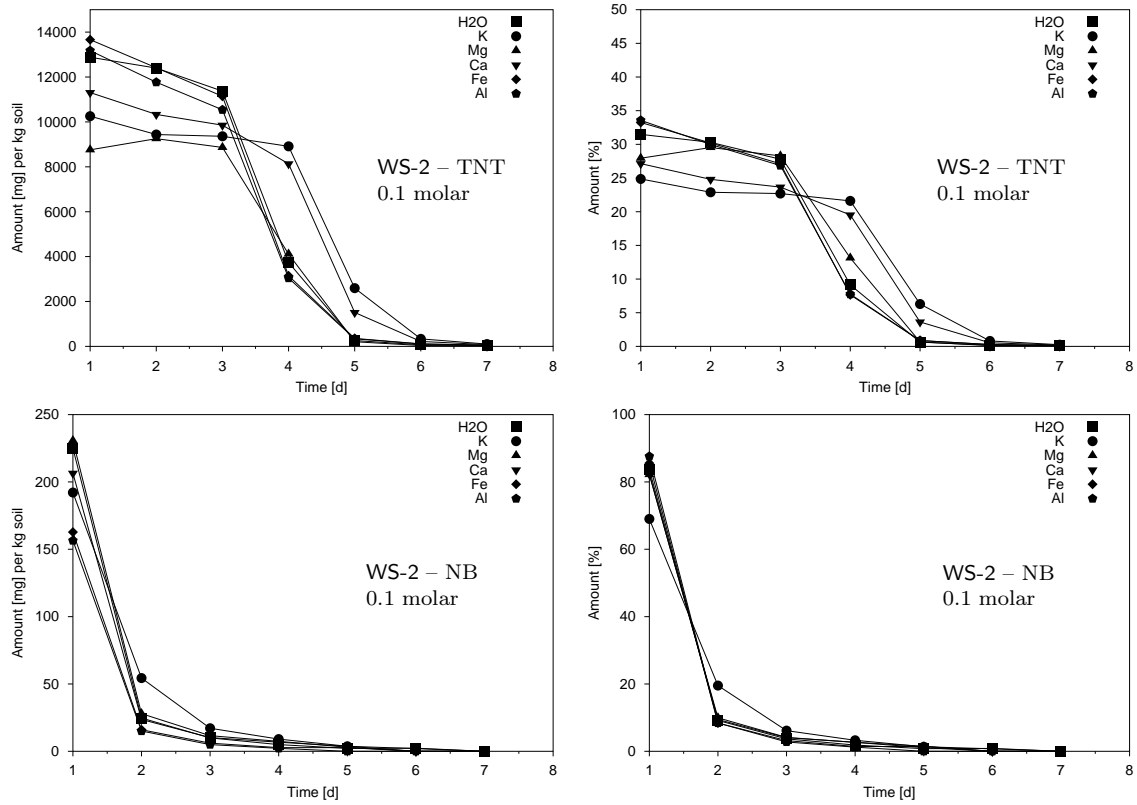 14000
12000
10000
8000
6000
4000
2000
0
Amount [mg] per kg soil
H2O
K
Mg
Ca
Fe
Al
WS-2 – TNT
0.1 molar
1 2 3 4 5 6 7 8
Time [d]
50
45
40
35
30
25
20
15
10
5
0
Amount [%]
H2O
K
Mg
Ca
Fe
Al
WS-2 – TNT
0.1 molar
1 2 3 4 5 6 7 8
Time [d]
250
200
150
100
50
0
Amount [mg] per kg soil
H2O
K
Mg
Ca
Fe
Al
WS-2 – NB
0.1 molar
1 2 3 4 5 6 7 8
Time [d]
100
80
60
40
20
0
Amount [%]
H2O
K
Mg
Ca
Fe
Al
WS-2 – NB
0.1 molar
1 2 3 4 5 6 7 8
Time [d]